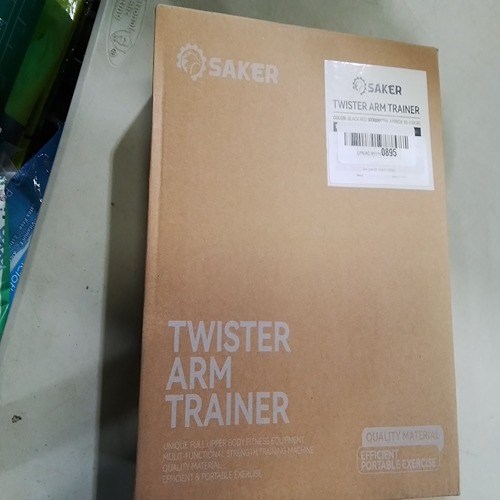 SAKER
SAKER
TWISTER ARM TRAINER
0895
TWISTER
ARM
TRAINER
UNIQUE FULL-UPPER BODY FITNESS EQUIPMENT
MULIT-FUNCTIONAL STRENGTH TRAINING MACHINE
QUALITY MATERIAL
EFFICIENT & PORTABLE EXERCISE
QUALITY MATERIAL
EFFICIENT
PORTABLE EXERCISE